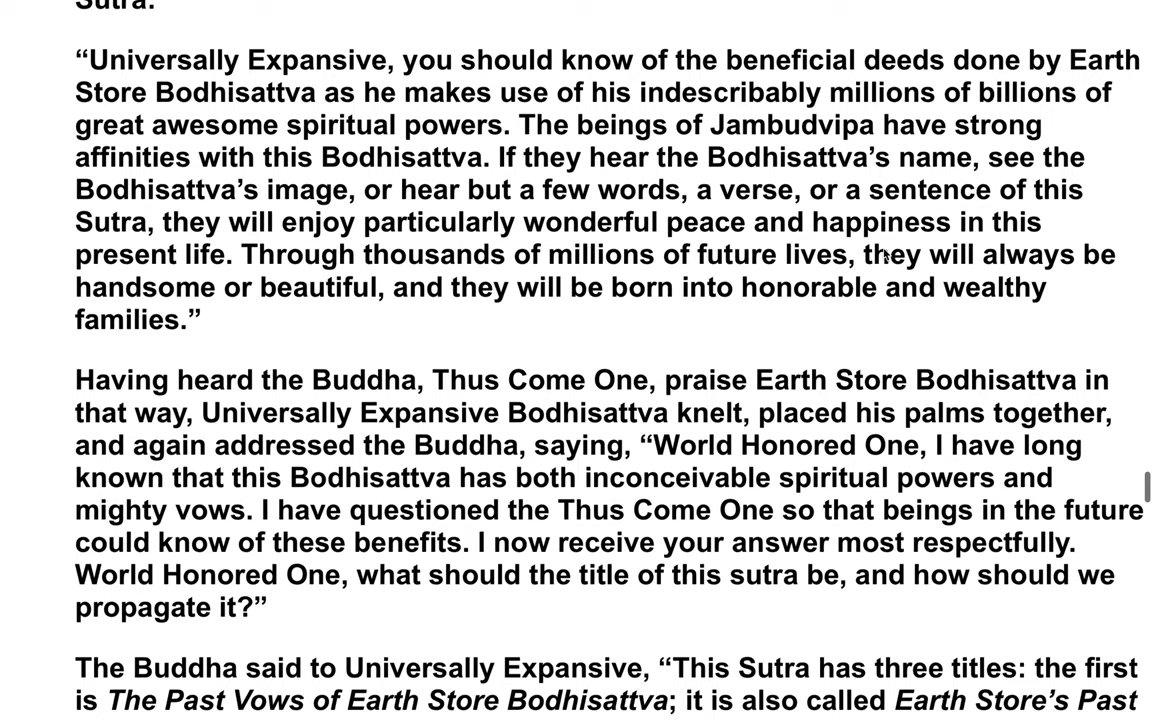 Sutra.
“Universally Expansive, you should know of the beneficial deeds done by Earth
Store Bodhisattva as he makes use of his indescribably millions of billions of
great awesome spiritual powers. The beings of Jambudvipa have strong
affinities with this Bodhisattva. If they hear the Bodhisattva’s name, see the
Bodhisattva’s image, or hear but a few words, a verse, or a sentence of this
Sutra, they will enjoy particularly wonderful peace and happiness in this
present life. Through thousands of millions of future lives, they will always be
handsome or beautiful, and they will be born into honorable and wealthy
families.”
Having heard the Buddha, Thus Come One, praise Earth Store Bodhisattva in
that way, Universally Expansive Bodhisattva knelt, placed his palms together,
and again addressed the Buddha, saying, “World Honored One, I have long
known that this Bodhisattva has both inconceivable spiritual powers and
mighty vows. I have questioned the Thus Come One so that beings in the future
could know of these benefits. I now receive your answer most respectfully.
World Honored One, what should the title of this sutra be, and how should we
propagate it?”
The Buddha said to Universally Expansive, “This Sutra has three titles: the first
is The Past Vows of Earth Store Bodhisattva; it is also called Earth Store’s Past